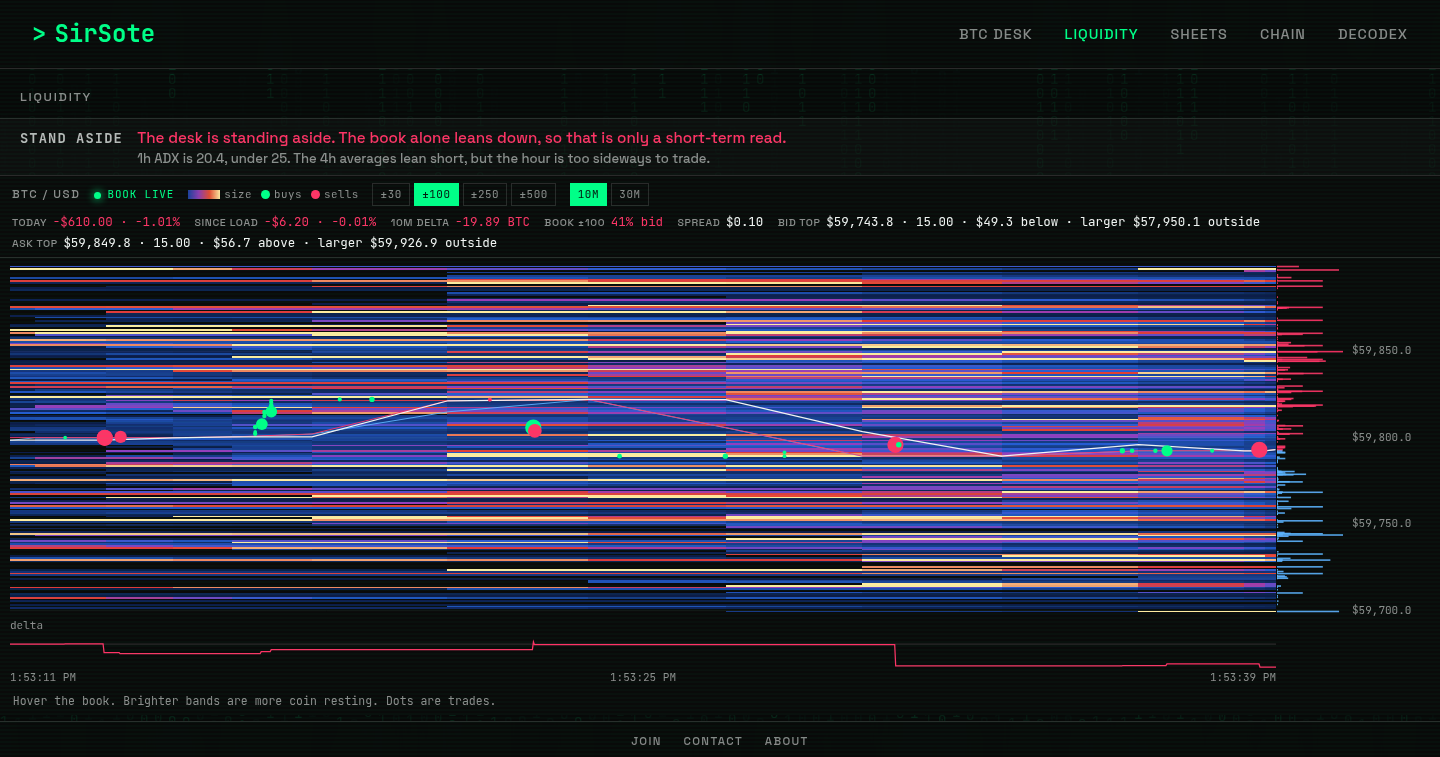 > SirSote
BTC DESK LIQUIDITY SHEETS CHAIN DECODEX
LIQUIDITY
STAND ASIDE The desk is standing aside. The book alone leans down, so that is only a short-term read.
1h ADX is 20.4, under 25. The 4h averages lean short, but the hour is too sideways to trade.
BTC / USD BOOK LIVE size buys sells ±30 ±100 ±250 ±500 10M 30M
TODAY -$610.00 · -1.01% SINCE LOAD -$6.20 · -0.01% 10M DELTA -19.89 BTC BOOK ±100 41% bid SPREAD $0.10 BID TOP $59,743.8 · 15.00 · $49.3 below · larger $57,950.1 outside
ASK TOP $59,849.8 · 15.00 · $56.7 above · larger $59,926.9 outside
$59,850.0
$59,800.0
$59,750.0
$59,700.0
delta
1:53:11 PM 1:53:25 PM 1:53:39 PM
Hover the book. Brighter bands are more coin resting. Dots are trades.
JOIN CONTACT ABOUT